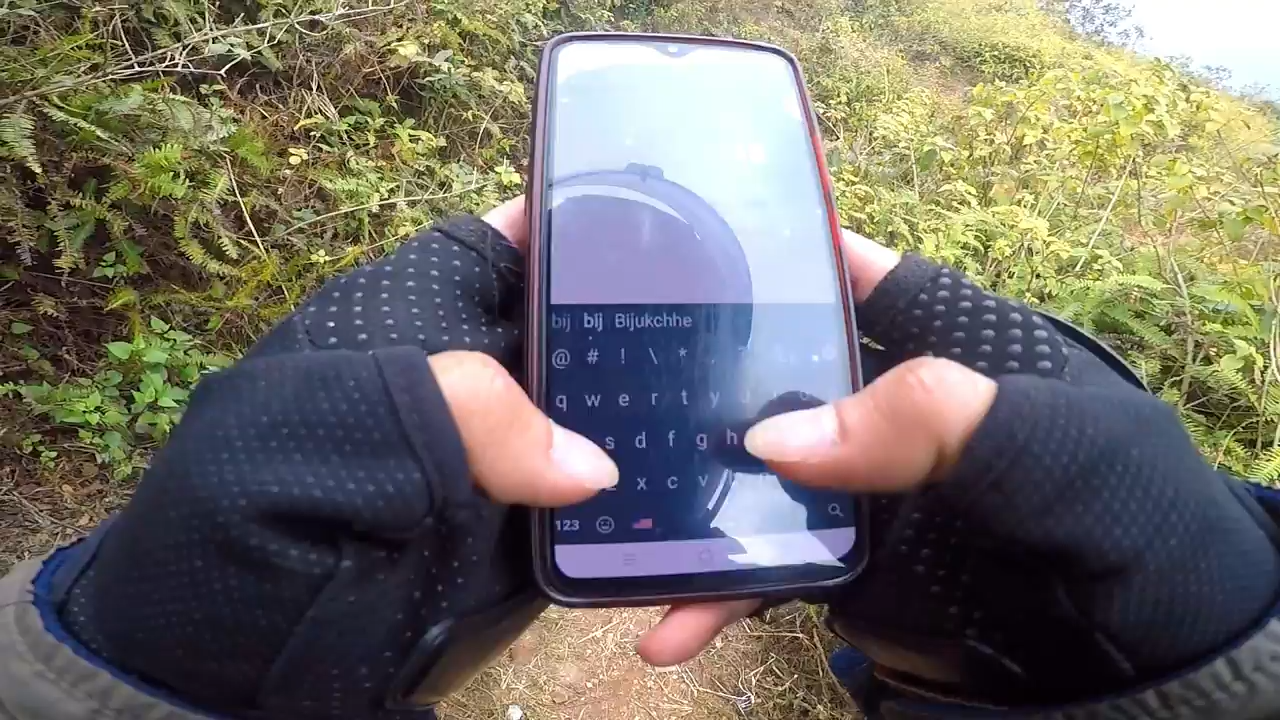 bij bij Bijukchhe
@ # ! \ *
q w e r t y
s d f g h
x c v
123